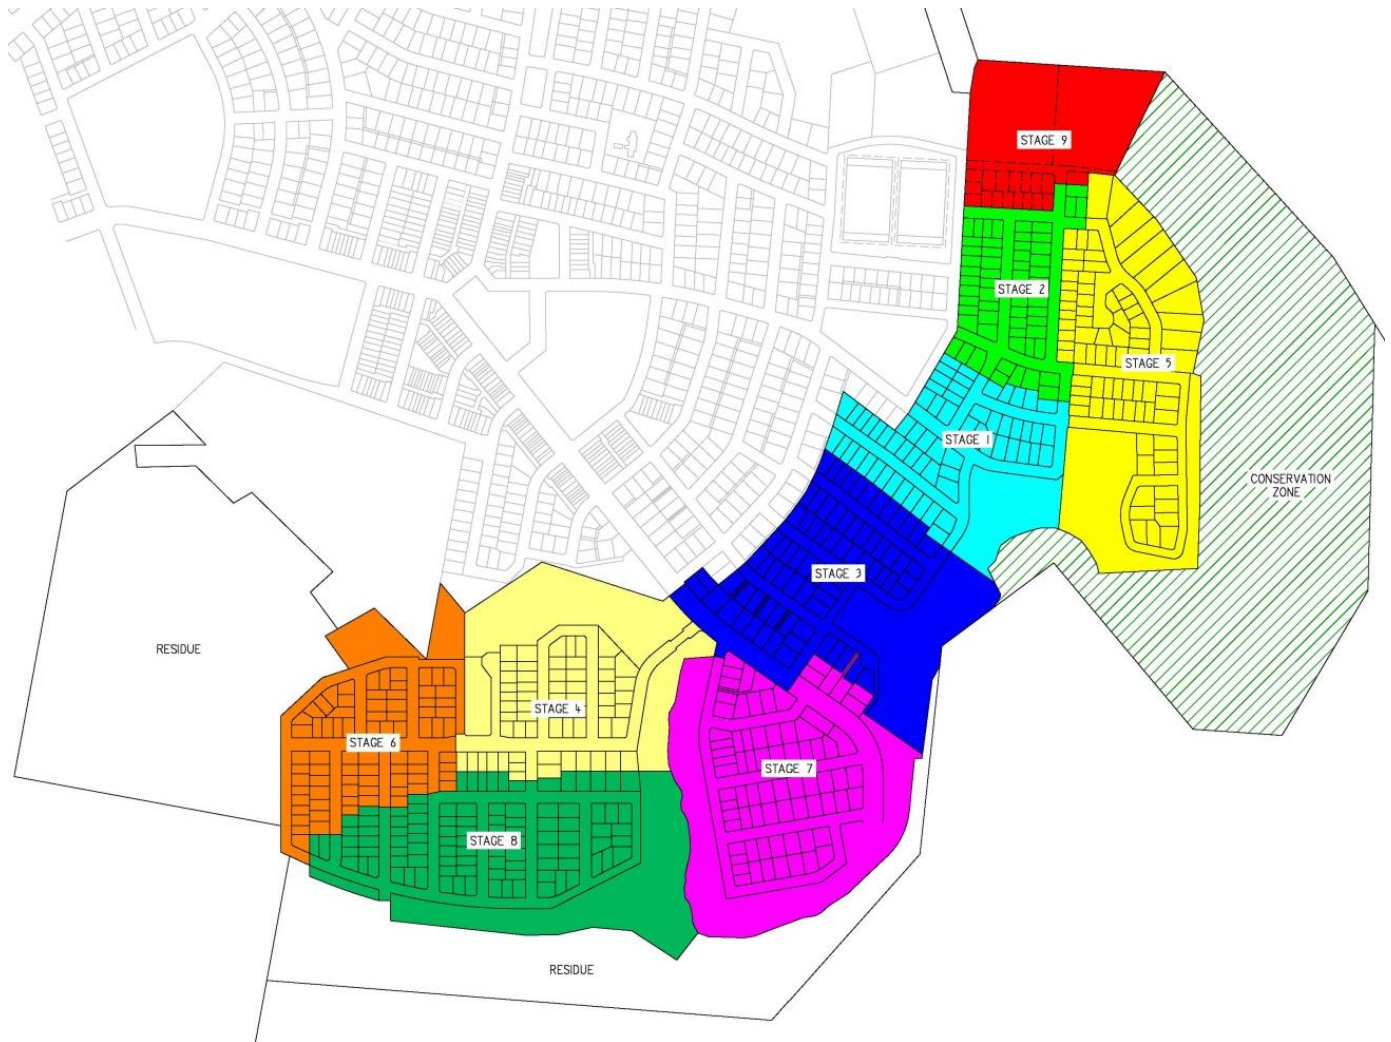 STAGE 9
STAGE 2
STAGE 5
STAGE 1
CONSERVATION
ZONE
STAGE 3
RESIDUE
STAGE 4
STAGE 6
STAGE 7
STAGE 8
RESIDUE